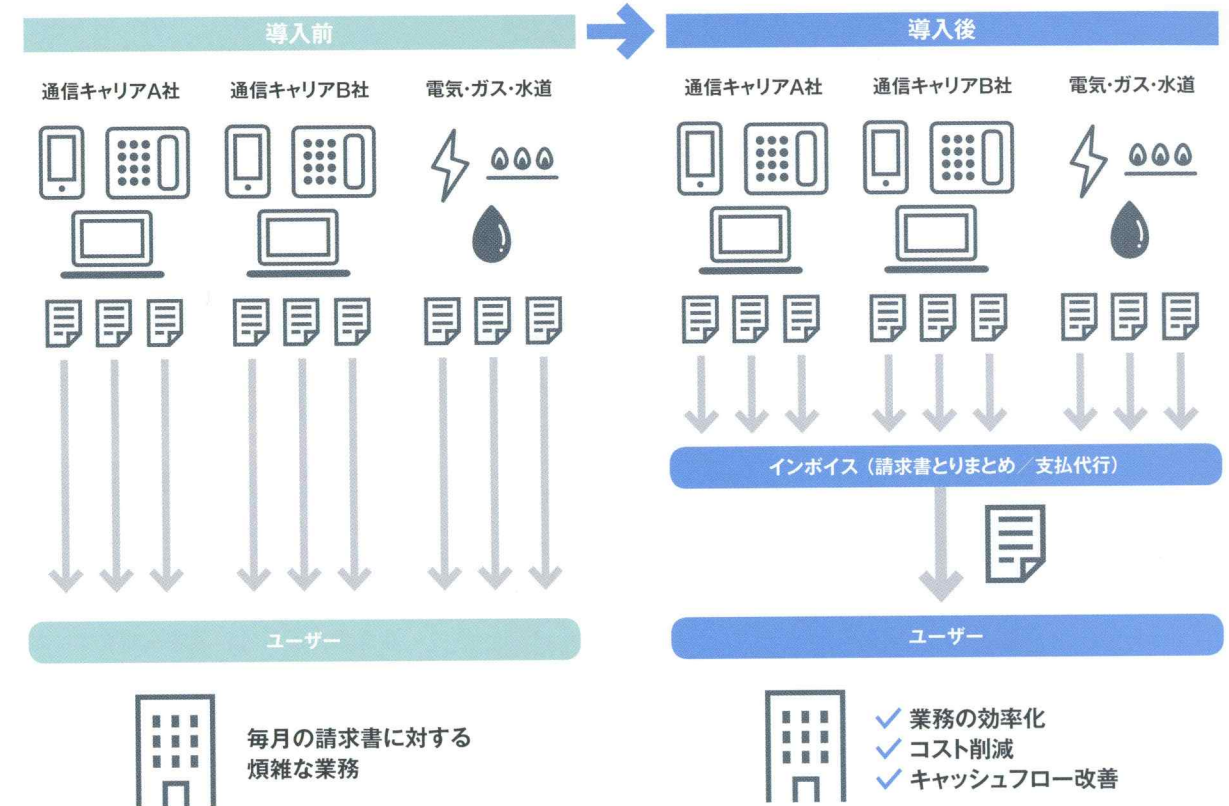 導入前
通信キャリアA社
通信キャリアB社
電気・ガス・水道
ユーザー
毎月の請求書に対する
煩雑な業務
導入後
通信キャリアA社
通信キャリアB社
電気・ガス・水道
インボイス（請求書とりまとめ／支払代行）
ユーザー
業務の効率化
コスト削減
キャッシュフロー改善